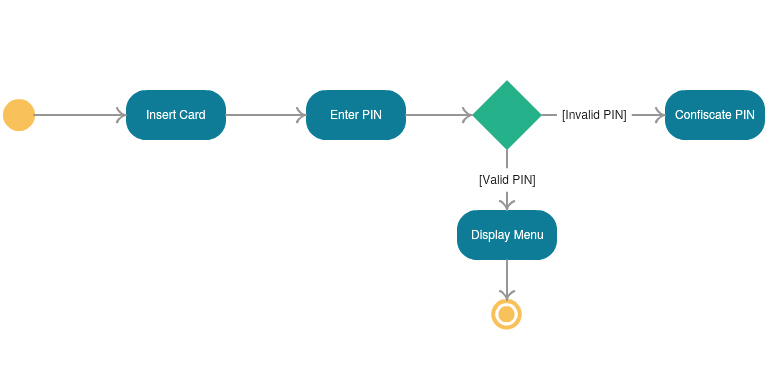 Insert Card
Enter PIN
[Invalid PIN]
Confiscate PIN
[Valid PIN]
Display Menu